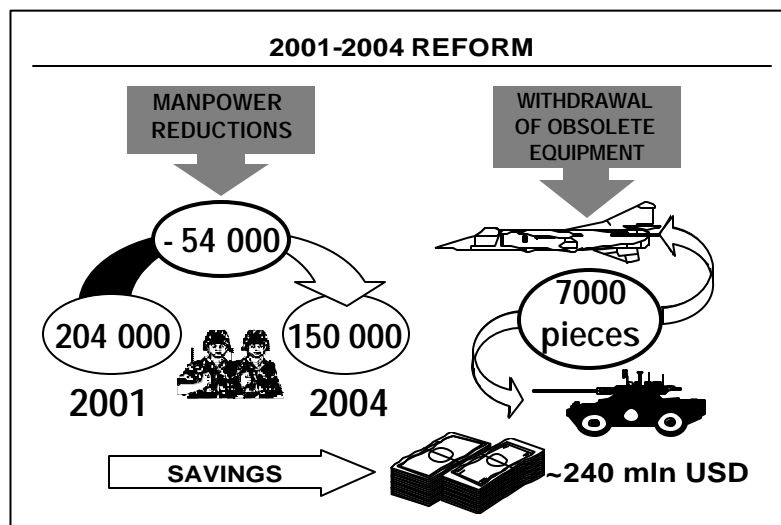 2001-2004 REFORM
MANPOWER
REDUCTIONS
WITHDRAWAL
OF OBSOLETE
EQUIPMENT
- 54 000
204 000
150 000
2001
2004
7000
pieces
SAVINGS
~240 mln USD